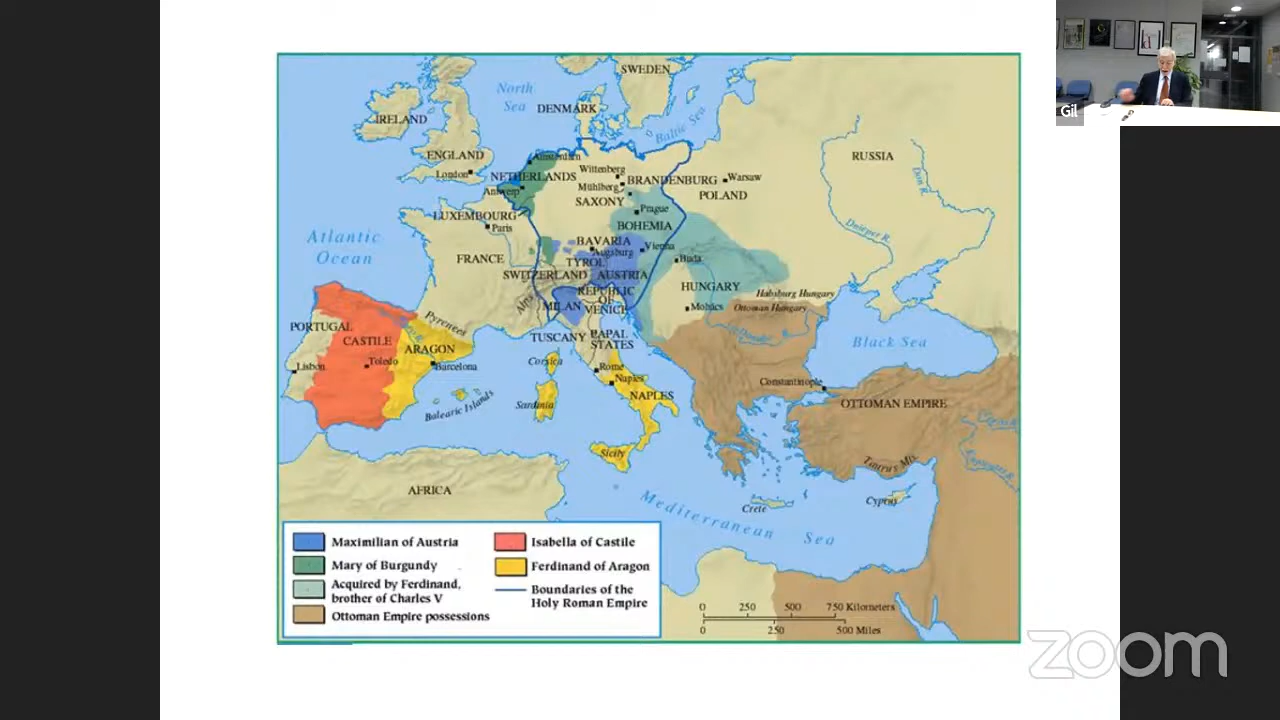 SWEDEN
North
Sea
DENMARK
Baltic Sea
IRELAND
ENGLAND
London
Amsterdam
NETHERLANDS
Antwerp
Wittenberg
BRANDENBURG
Mühlberg
SAXONY
Warsaw
POLAND
RUSSIA
Don R.
Dnieper R.
LUXEMBOURG
Paris
Prague
BOHEMIA
Atlantic
Ocean
FRANCE
BAVARIA
Augsburg
Vienna
TYROL
SWITZERLAND
AUSTRIA
Buda
HUNGARY
Alps
MILAN
REPUBLIC
OF
VENICE
Mohács
Habsburg Hungary
Ottoman Hungary
Danube R.
Black Sea
PORTUGAL
CASTILE
Pyrenees
ARAGON
Toledo
Lisbon
Barcelona
Balearic Islands
TUSCANY
PAPAL
STATES
Corsica
Rome
Naples
NAPLES
Sardinia
Sicily
Constantinople
OTTOMAN EMPIRE
Taurus Mts.
AFRICA
Mediterranean Sea
Crete
Cyprus
Maximilian of Austria
Mary of Burgundy
Acquired by Ferdinand,
brother of Charles V
Ottoman Empire possessions
Isabella of Castile
Ferdinand of Aragon
Boundaries of the
Holy Roman Empire
0 250 500 750 Kilometers
0 250 500 Miles
Gil
zoom